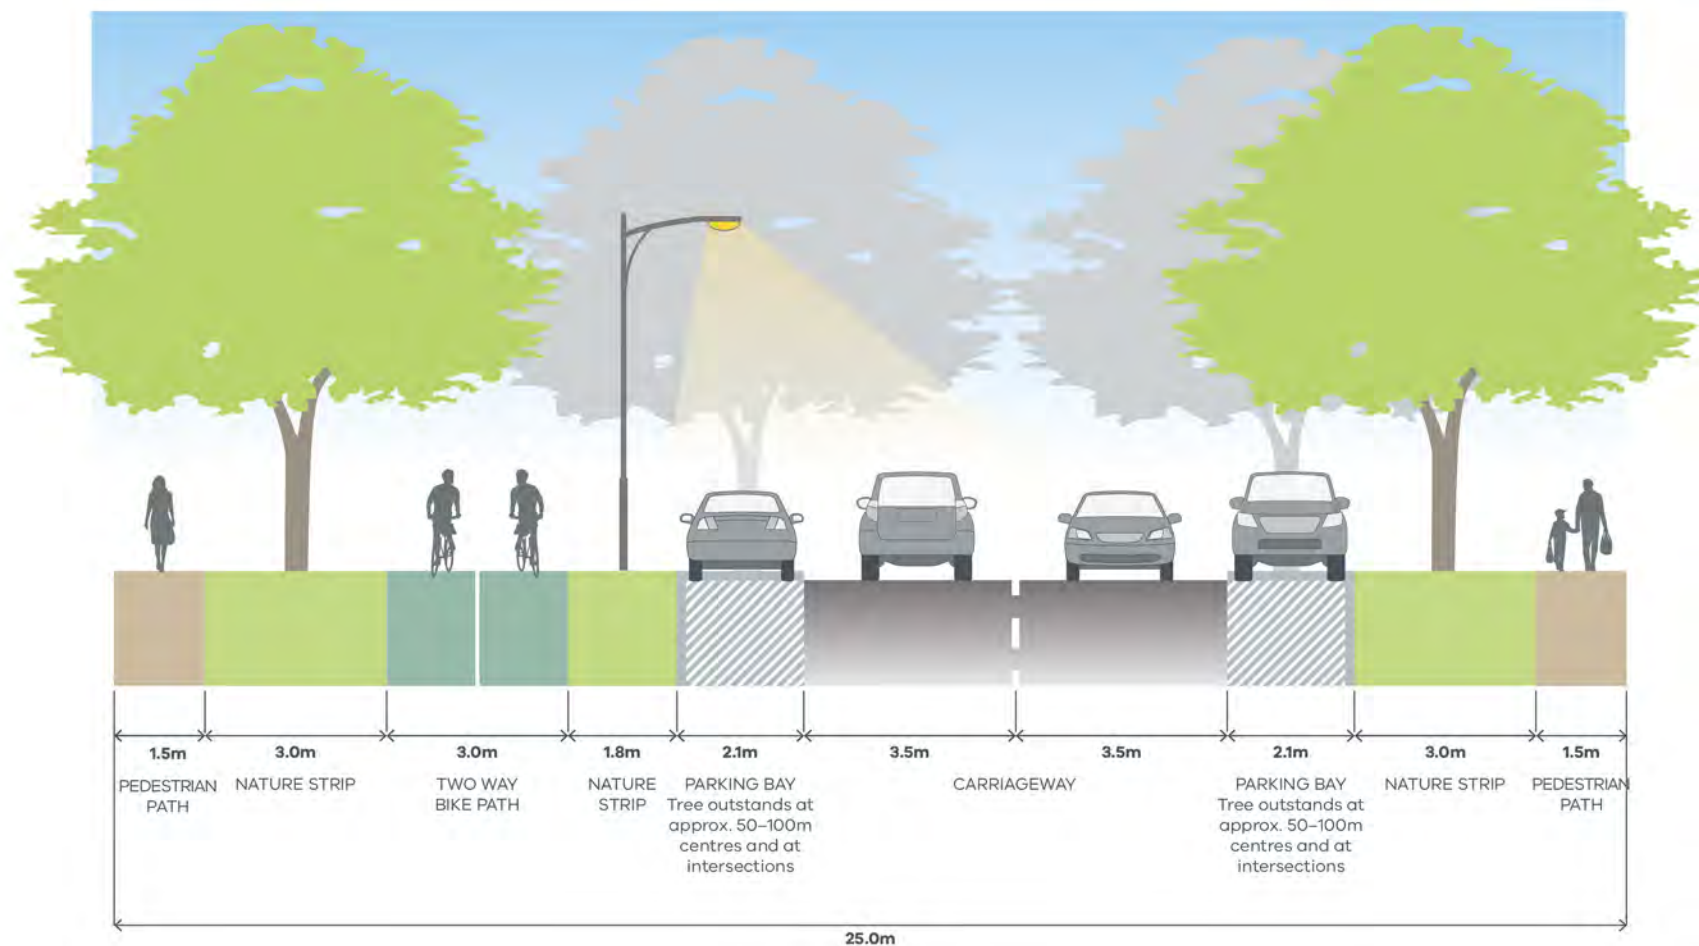 1.5m
3.0m
3.0m
1.8m
2.1m
3.5m
3.5m
2.1m
3.0m
1.5m
PEDESTRIAN
PATH
NATURE STRIP
TWO WAY
BIKE PATH
NATURE
STRIP
PARKING BAY
Tree outstands at
approx. 50–100m
centres and at
intersections
CARRIAGEWAY
PARKING BAY
Tree outstands at
approx. 50–100m
centres and at
intersections
NATURE STRIP
PEDESTRIAN
PATH
25.0m